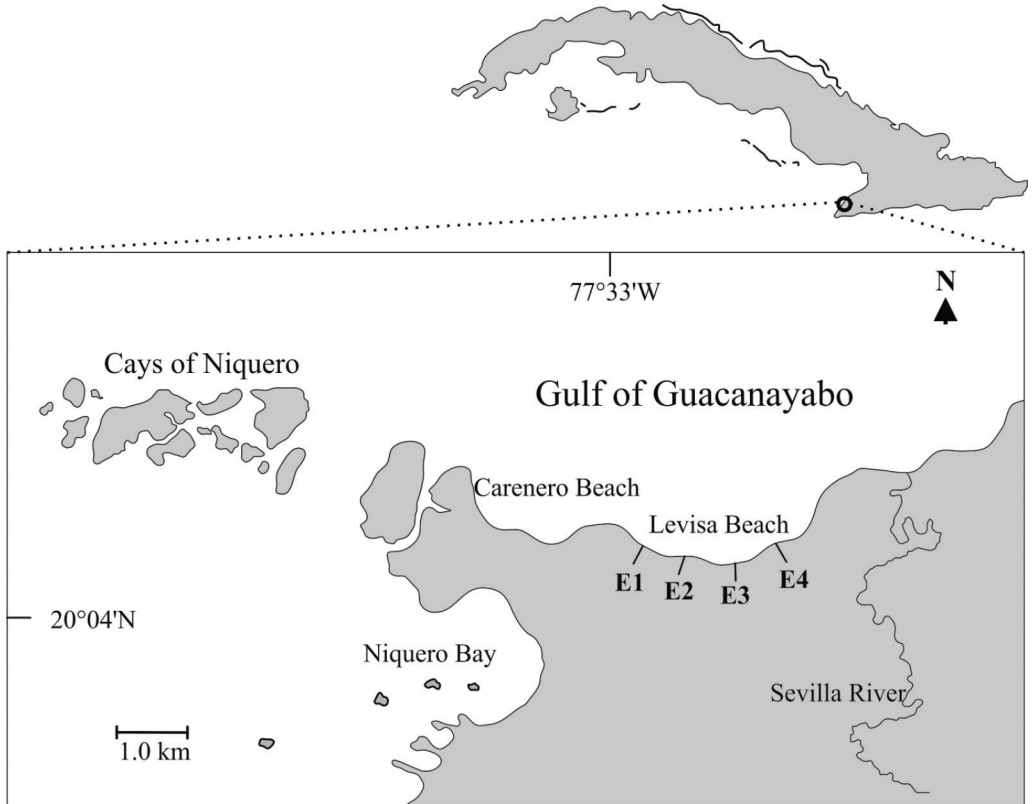 77°33'W
N
Cays of Niquero
Gulf of Guacanayabo
Carenero Beach
Levisa Beach
E1
E2
E3
E4
20°04'N
Niquero Bay
Sevilla River
1.0 km